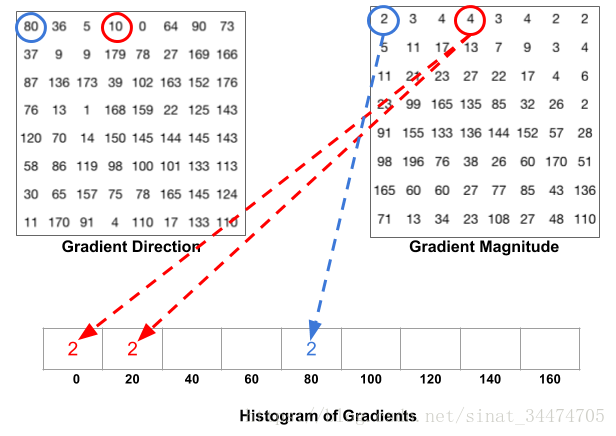 80 36 5 10 0 64 90 73
37 9 9 179 78 27 169 166
87 136 173 39 102 163 152 176
76 13 1 168 159 22 125 143
120 70 14 150 145 144 145 143
58 86 119 98 100 101 133 113
30 65 157 75 78 165 145 124
11 170 91 4 110 17 133 110
Gradient Direction
2 3 4 4 3 4 2 2
5 11 17 13 7 9 3 4
11 21 23 27 22 17 4 6
23 99 165 135 85 32 26 2
91 155 133 136 144 152 57 28
98 196 76 38 26 60 170 51
165 60 60 27 77 85 43 136
71 13 34 23 108 27 48 110
Gradient Magnitude
2 2 2
0 20 40 60 80 100 120 140 160
Histogram of Gradients
https://blog.csdn.net/sinat_34474705